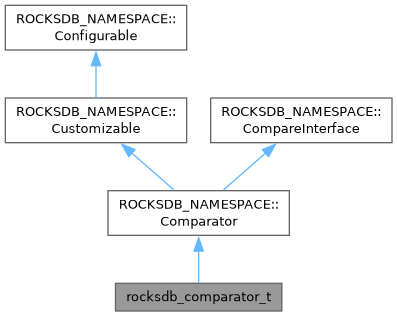 ROCKSDB_NAMESPACE::
Configurable
ROCKSDB_NAMESPACE::
Customizable
ROCKSDB_NAMESPACE::
CompareInterface
ROCKSDB_NAMESPACE::
Comparator
rocksdb_comparator_t